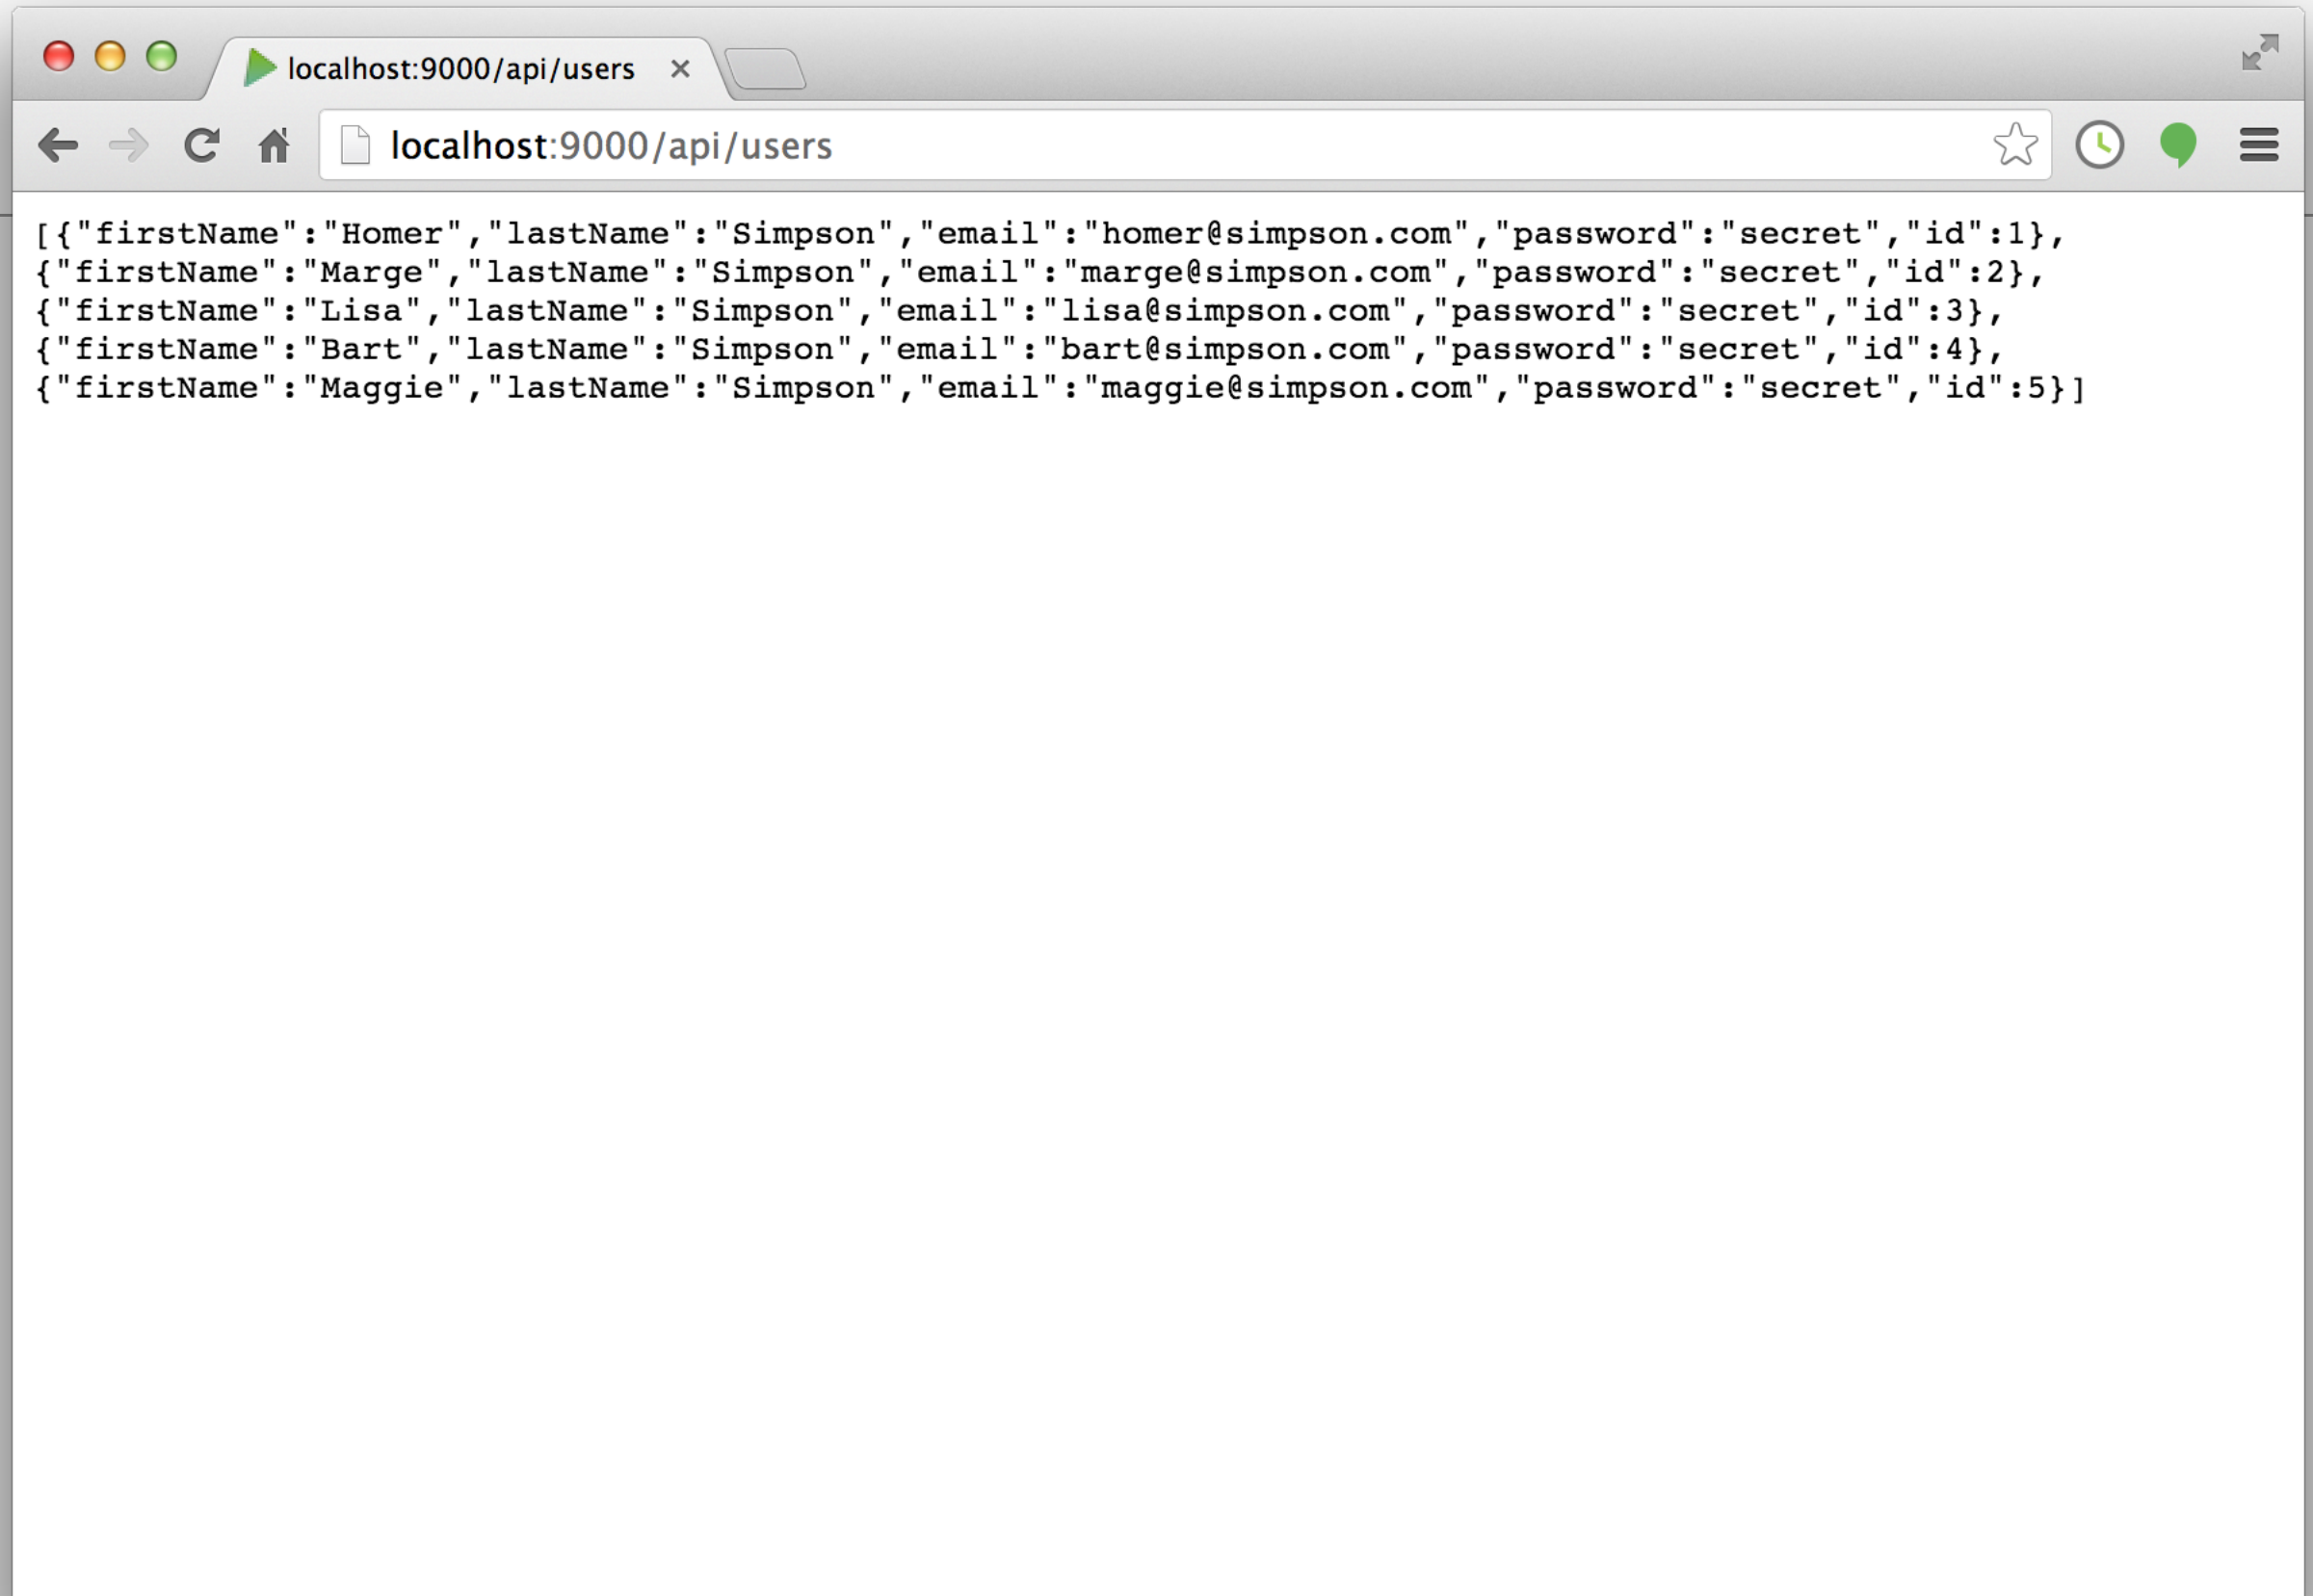 localhost:9000/api/users
localhost:9000/api/users
[{"firstName":"Homer","lastName":"Simpson","email":"homer@simpson.com","password":"secret","id":1},
{"firstName":"Marge","lastName":"Simpson","email":"marge@simpson.com","password":"secret","id":2},
{"firstName":"Lisa","lastName":"Simpson","email":"lisa@simpson.com","password":"secret","id":3},
{"firstName":"Bart","lastName":"Simpson","email":"bart@simpson.com","password":"secret","id":4},
{"firstName":"Maggie","lastName":"Simpson","email":"maggie@simpson.com","password":"secret","id":5}]